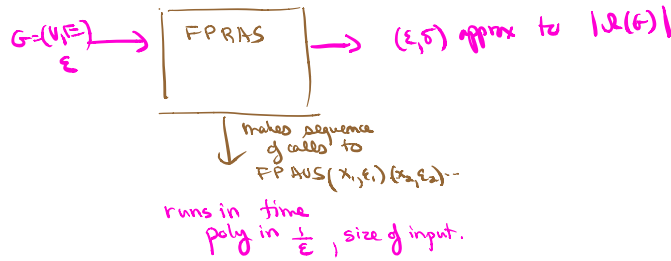 G=(V,E)
ε
FPRAS
(ε,δ) approx to |Ω(G)|
makes sequence
of calls to
FPAUS(x₁,ε₁)(x₂,ε₂)...
runs in time
poly in 1/ε, size of input.